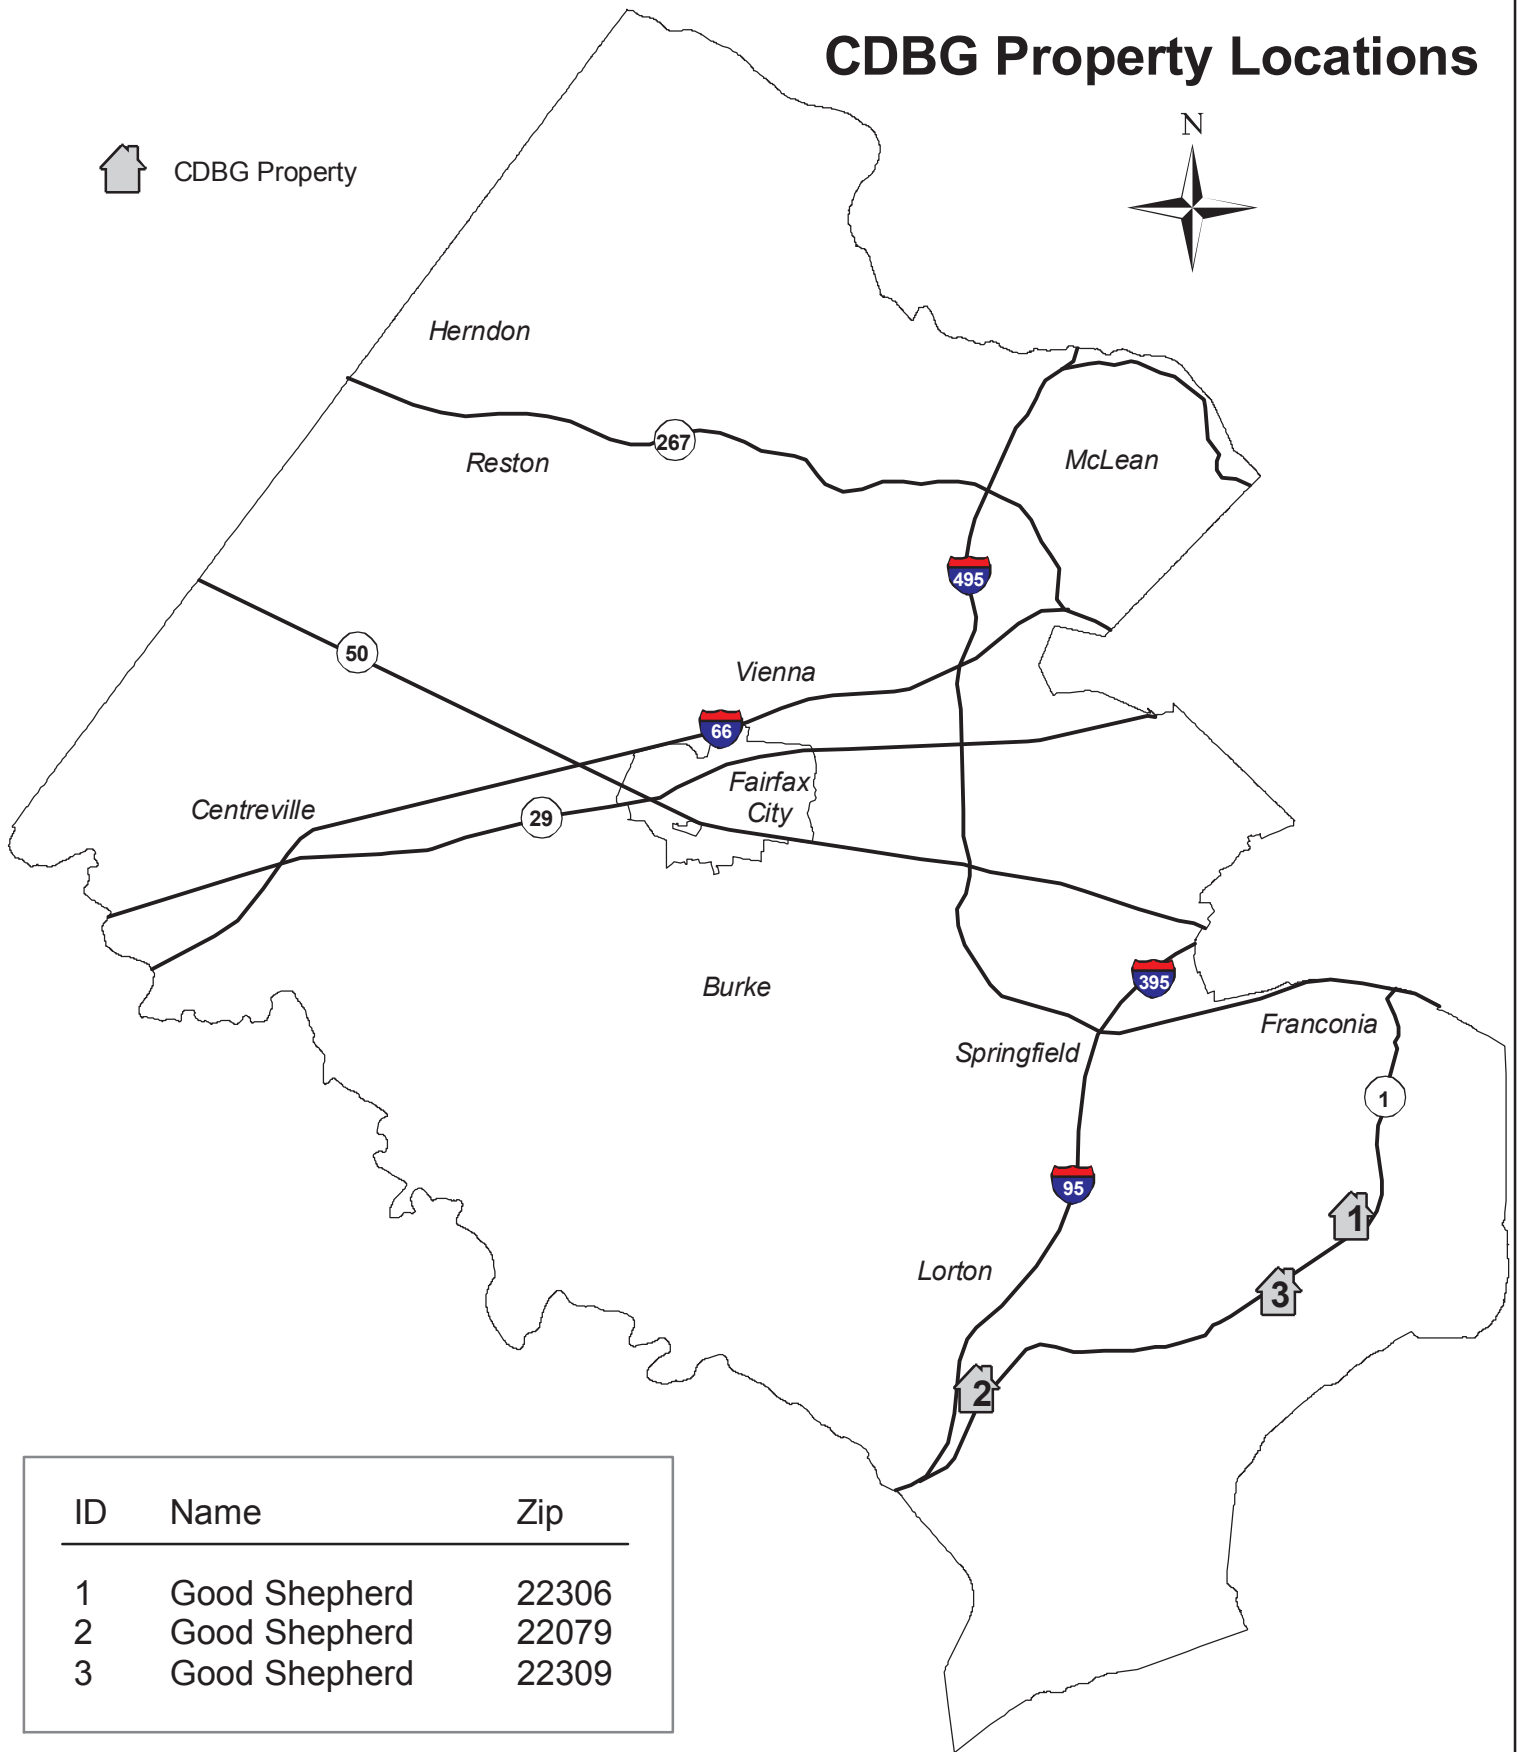 CDBG Property Locations
N
CDBG Property
Herndon
267
Reston
McLean
495
50
Vienna
66
Fairfax
City
Centreville
29
Burke
395
Franconia
Springfield
1
95
1
Lorton
3
2
ID Name Zip
1 Good Shepherd 22306
2 Good Shepherd 22079
3 Good Shepherd 22309